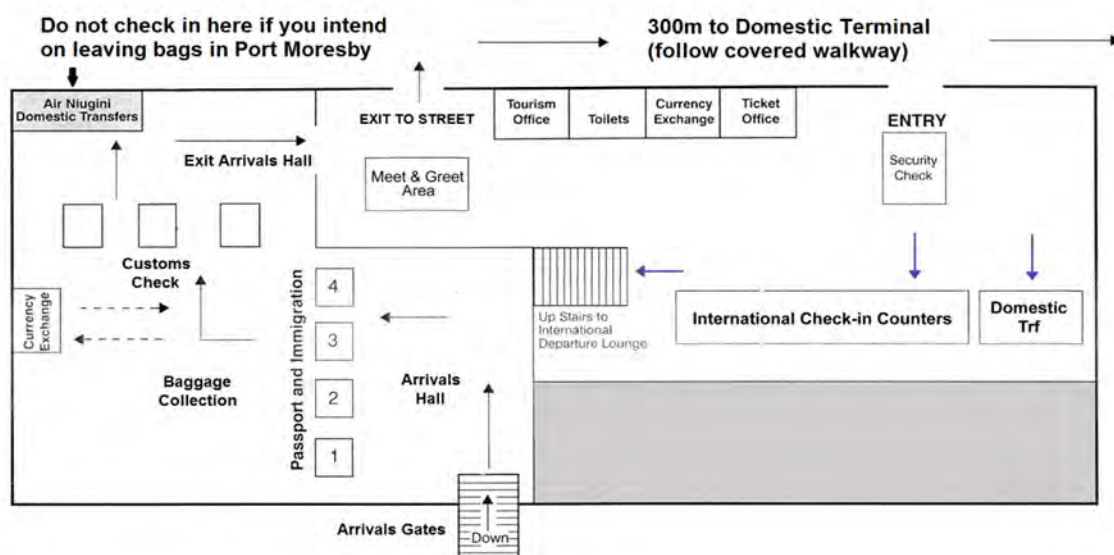 Do not check in here if you intend
on leaving bags in Port Moresby
300m to Domestic Terminal
(follow covered walkway)
Air Niugini
Domestic Transfers
Exit Arrivals Hall
EXIT TO STREET
Meet & Greet
Area
Tourism
Office
Toilets
Currency
Exchange
Ticket
Office
ENTRY
Security
Check
Customs
Check
Currency
Exchange
Baggage
Collection
Passport and Immigration
4
3
2
1
Arrivals
Hall
Up Stairs to
International
Departure Lounge
International Check-in Counters
Domestic
Trf
Arrivals Gates
Down